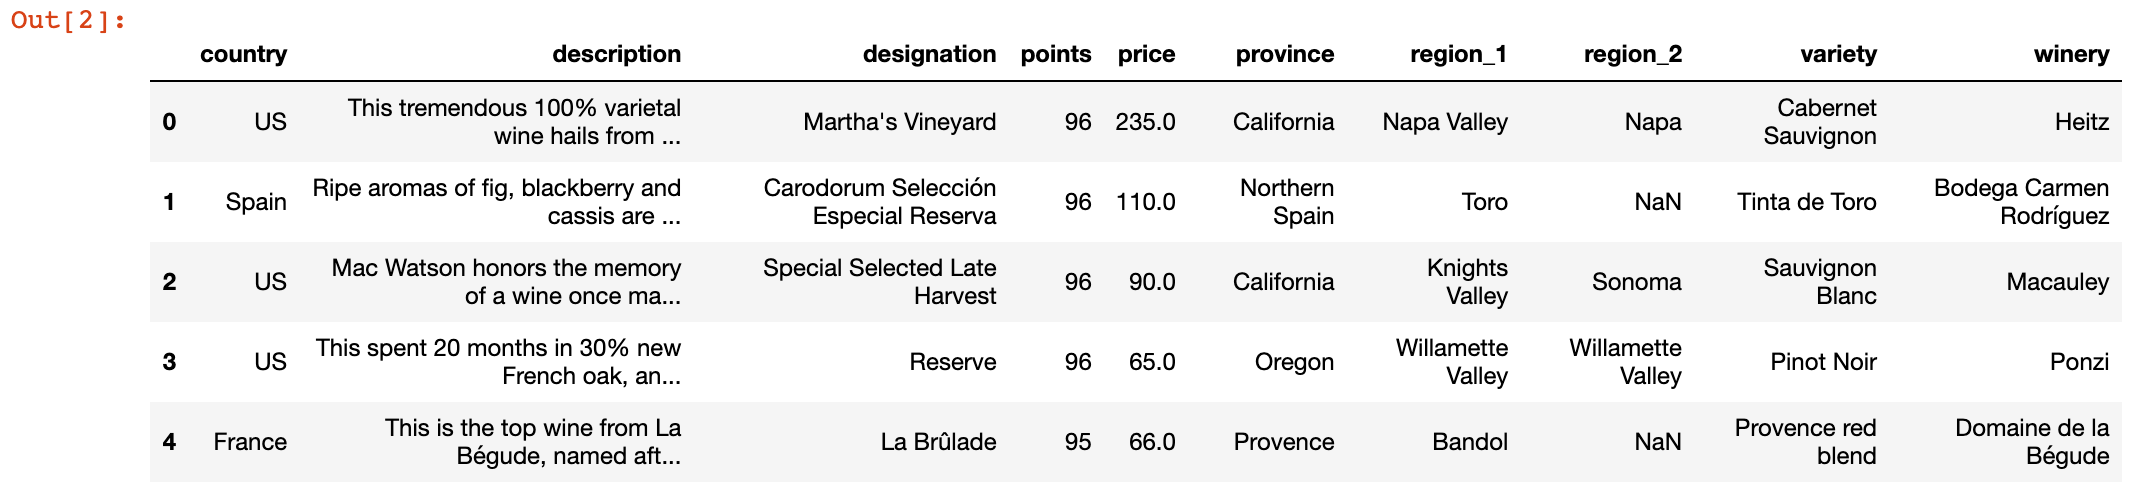 Out[2]:
country description designation points price province region_1 region_2 variety winery
0 US This tremendous 100% varietal wine hails from ... Martha's Vineyard 96 235.0 California Napa Valley Napa Cabernet Sauvignon Heitz
1 Spain Ripe aromas of fig, blackberry and cassis are ... Carodorum Selección Especial Reserva 96 110.0 Northern Spain Toro NaN Tinta de Toro Bodega Carmen Rodríguez
2 US Mac Watson honors the memory of a wine once ma... Special Selected Late Harvest 96 90.0 California Knights Valley Sonoma Sauvignon Blanc Macauley
3 US This spent 20 months in 30% new French oak, an... Reserve 96 65.0 Oregon Willamette Valley Willamette Valley Pinot Noir Ponzi
4 France This is the top wine from La Bégude, named aft... La Brûlade 95 66.0 Provence Bandol NaN Provence red blend Domaine de la Bégude